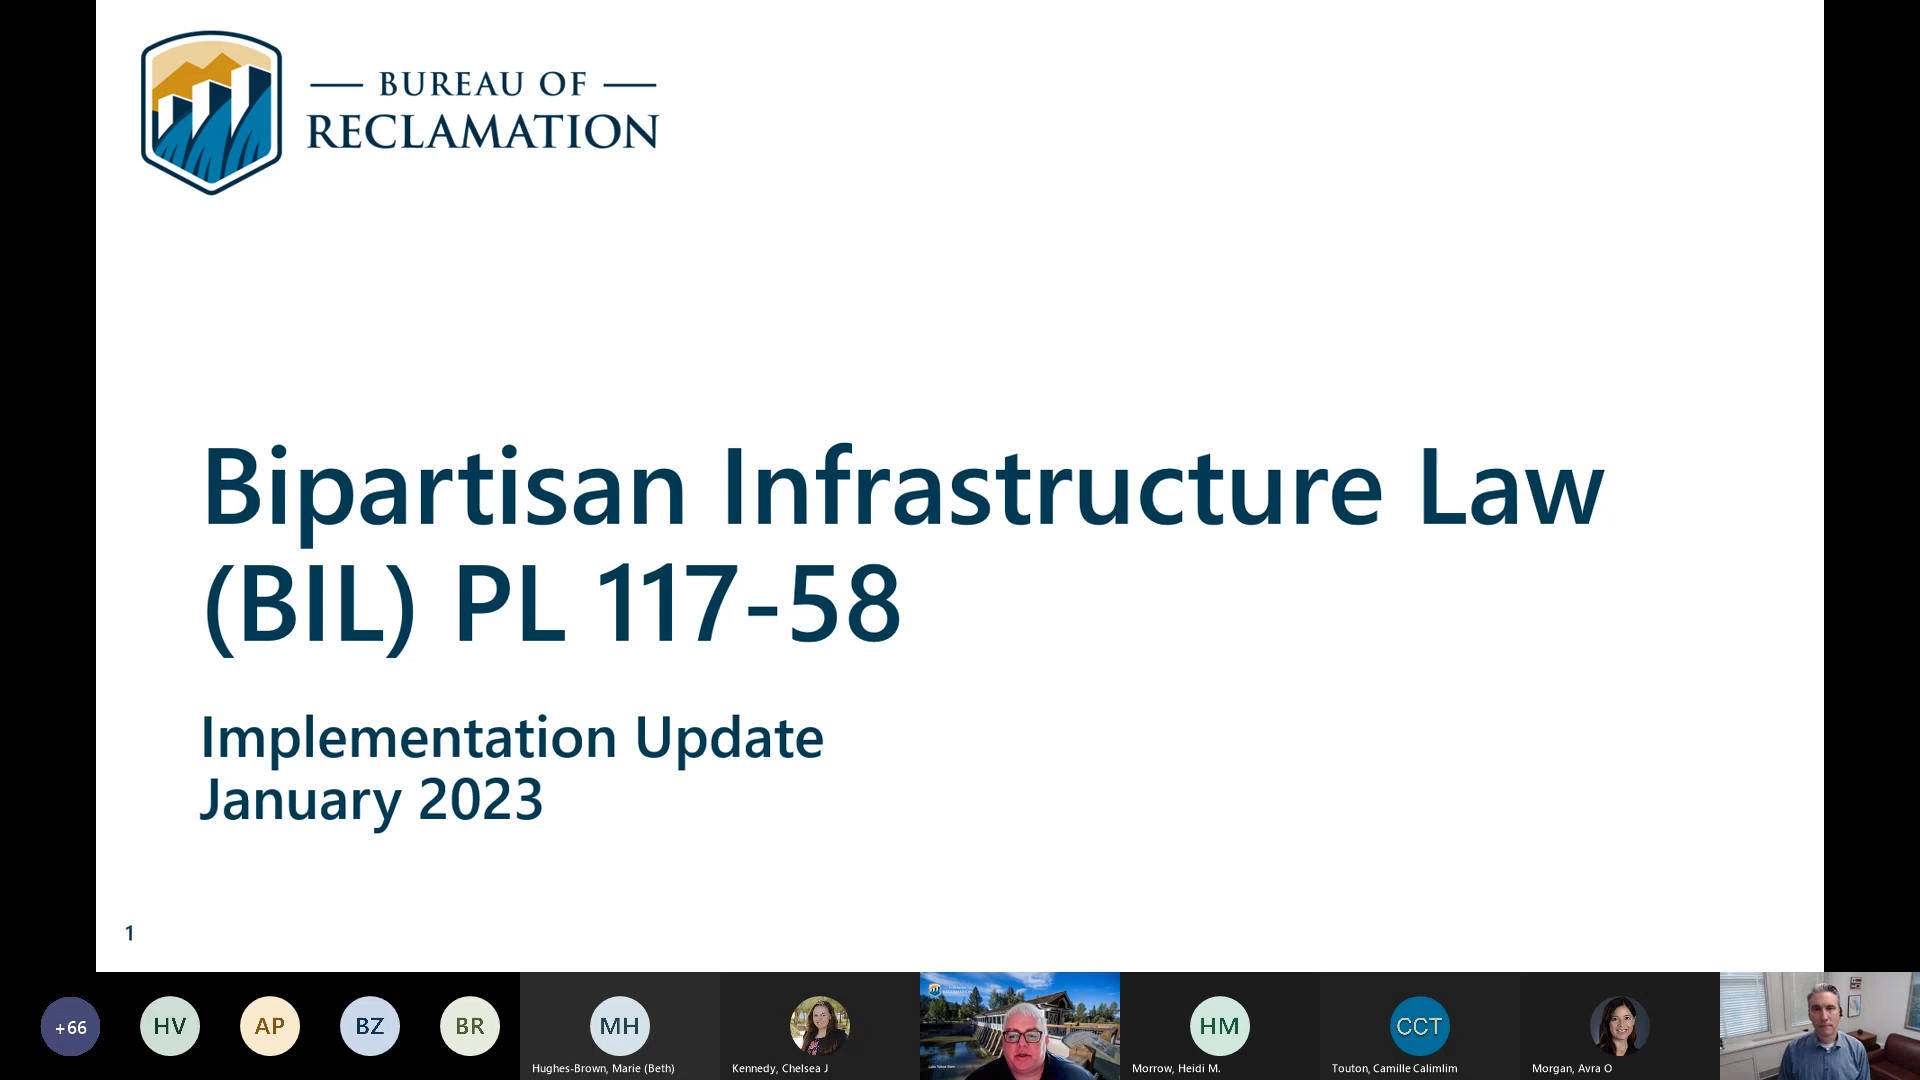 BUREAU OF
RECLAMATION
Bipartisan Infrastructure Law
(BIL) PL 117-58
Implementation Update
January 2023
1
+66
HV
AP
BZ
BR
MH
Hughes-Brown, Marie (Beth)
Kennedy, Chelsea J
HM
Morrow, Heidi M.
CCT
Touton, Camille Calimlim
Morgan, Avra O